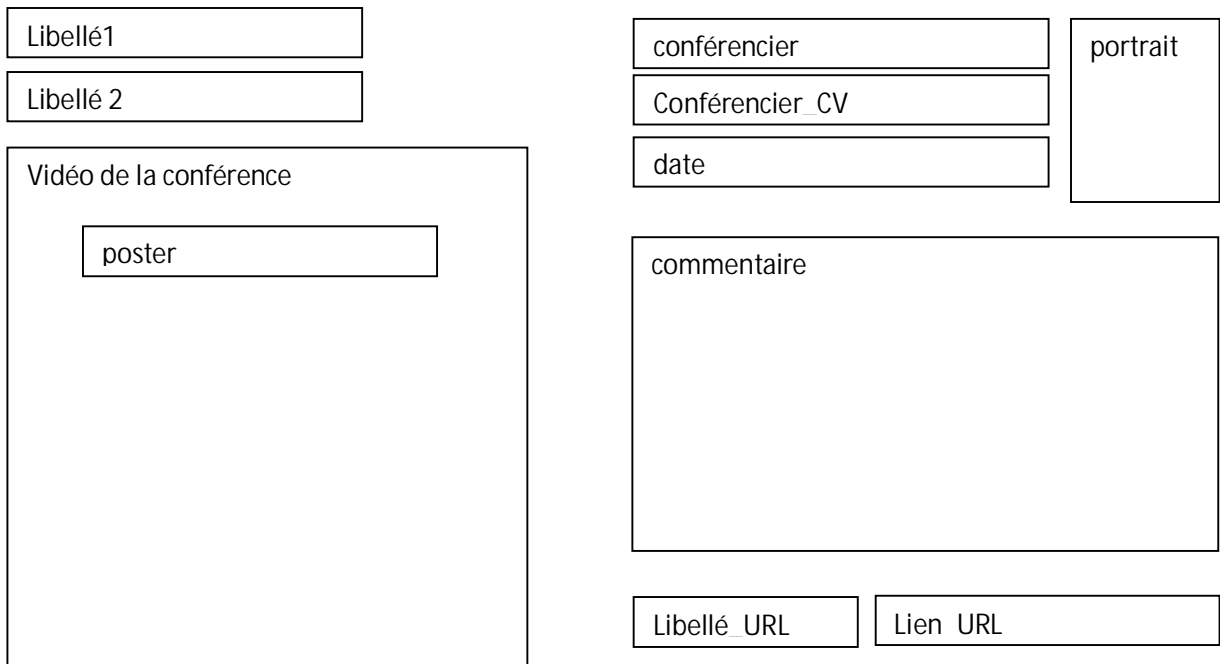 Libellé1
Libellé 2
Vidéo de la conférence
poster
conférencier
Conférencier_CV
date
portrait
commentaire
Libellé_URL
Lien URL